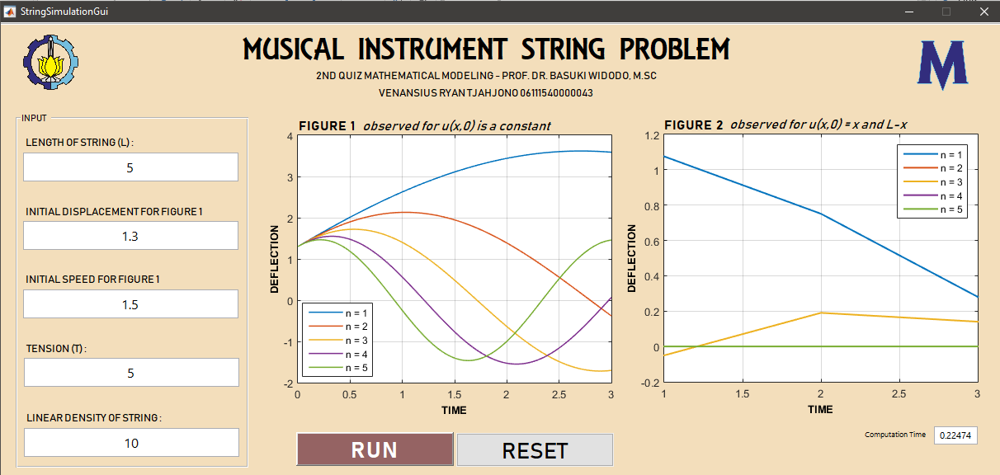 StringSimulationGui
MUSICAL INSTRUMENT STRING PROBLEM
2ND QUIZ MATHEMATICAL MODELING - PROF. DR. BASUKI WIDODO, M.SC
VENANSIUS RYAN TJAHJONO 06111540000043
M
INPUT
LENGTH OF STRING (L) :
5
INITIAL DISPLACEMENT FOR FIGURE 1
1.3
INITIAL SPEED FOR FIGURE 1
1.5
TENSION (T) :
5
LINEAR DENSITY OF STRING :
10
FIGURE 1 observed for u(x,0) is a constant
DEFLECTION
4
3
2
1
0
-1
-2
n = 1
n = 2
n = 3
n = 4
n = 5
0 0.5 1 1.5 2 2.5 3
TIME
FIGURE 2 observed for u(x,0) = x and L-x
DEFLECTION
1.2
1
0.8
0.6
0.4
0.2
0
-0.2
n = 1
n = 2
n = 3
n = 4
n = 5
1 1.5 2 2.5 3
TIME
RUN
RESET
Computation Time 0.22474